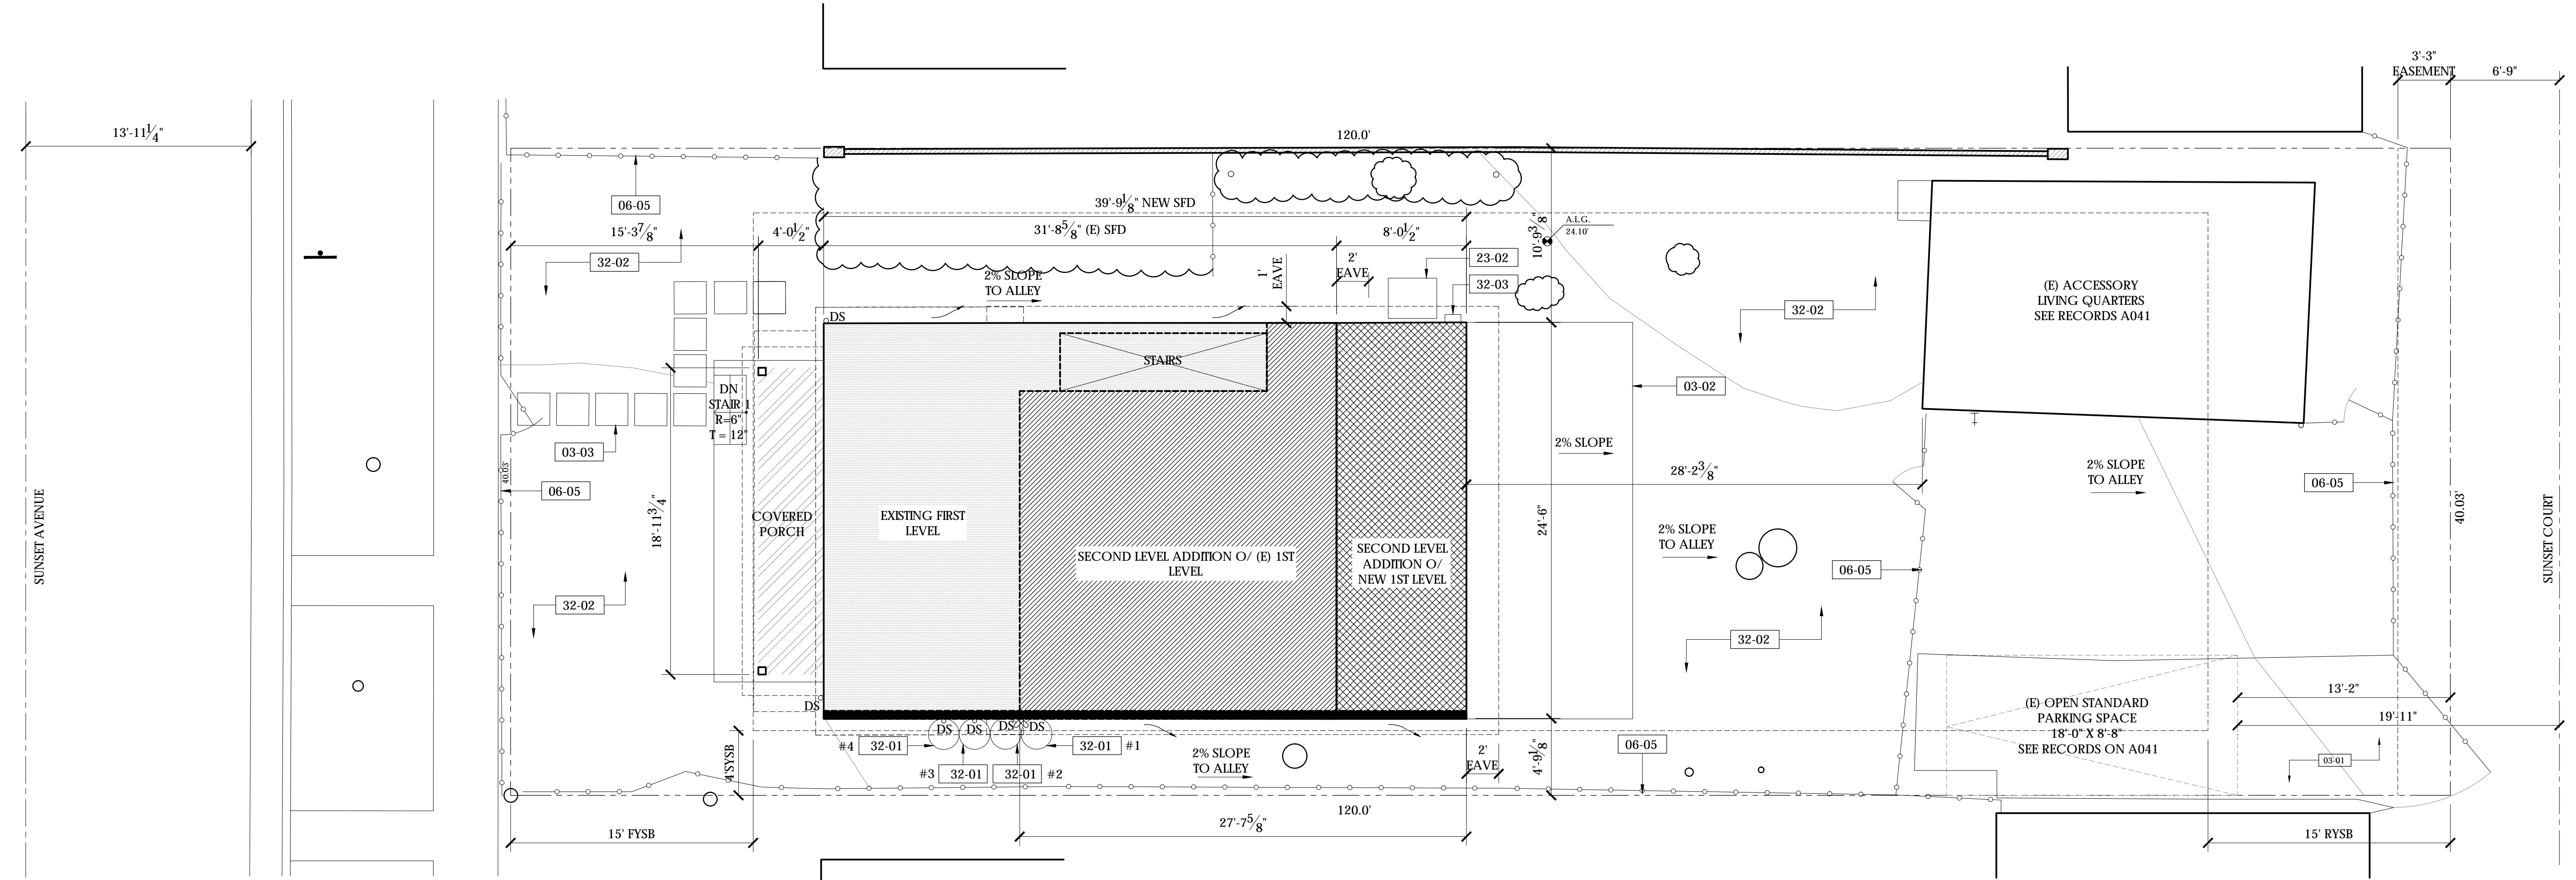 3'-3"
EASEMENT
6'-9"
13'-11 1/4"
120.0'
06-05
39'-9 1/8" NEW SFD
15'-3 7/8"
4'-0 1/2"
31'-8 5/8" (E) SFD
8'-0 1/2"
10'-9 3/8"
A.L.G.
24.10'
32-02
2% SLOPE
TO ALLEY
1'
EAVE
2'
EAVE
23-02
32-03
32-02
(E) ACCESSORY
LIVING QUARTERS
SEE RECORDS A041
DS
STAIRS
DN
STAIR 1
R=6"
T = 12"
03-02
03-03
2% SLOPE
40.03'
06-05
28'-2 3/8"
2% SLOPE
TO ALLEY
06-05
40.03'
SUNSET AVENUE
SUNSET COURT
18'-11 3/4"
COVERED
PORCH
EXISTING FIRST
LEVEL
24'-6"
2% SLOPE
TO ALLEY
SECOND LEVEL ADDITION O/ (E) 1ST
LEVEL
SECOND LEVEL
ADDITION O/
NEW 1ST LEVEL
06-05
32-02
32-02
13'-2"
(E) OPEN STANDARD
PARKING SPACE
18'-0" X 8'-8"
SEE RECORDS ON A041
19'-11"
DS
DS
DS
DS
DS
#4
32-01
32-01
#1
06-05
4'SYSB
2% SLOPE
TO ALLEY
2'
EAVE
4'-9 1/8"
03-01
#3
32-01
32-01
#2
120.0'
27'-7 5/8"
15' FYSB
15' RYSB